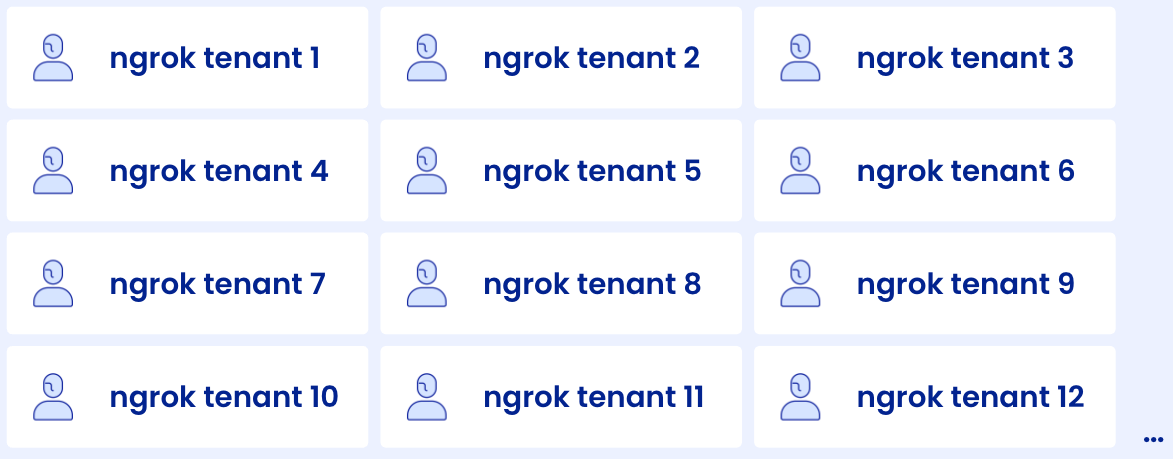 ngrok tenant 1
ngrok tenant 2
ngrok tenant 3
ngrok tenant 4
ngrok tenant 5
ngrok tenant 6
ngrok tenant 7
ngrok tenant 8
ngrok tenant 9
ngrok tenant 10
ngrok tenant 11
ngrok tenant 12
...